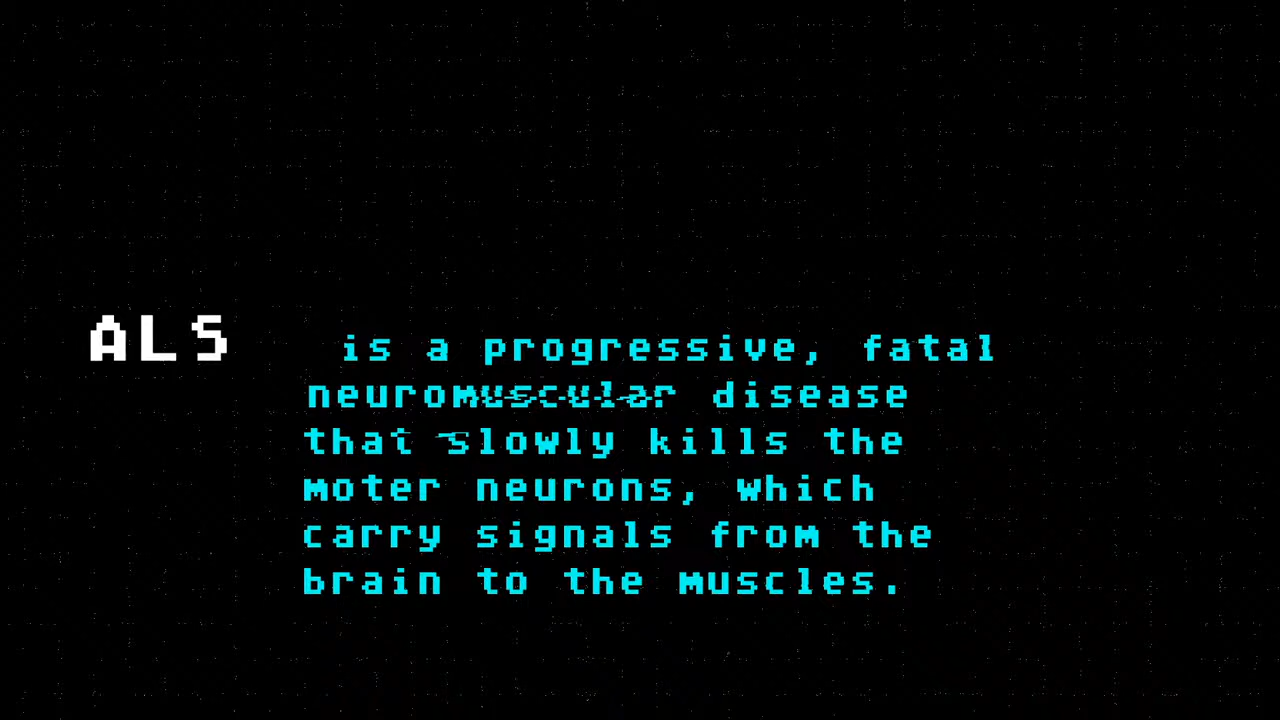 ALS is a progressive, fatal
neuromuscular disease
that slowly kills the
moter neurons, which
carry signals from the
brain to the muscles.